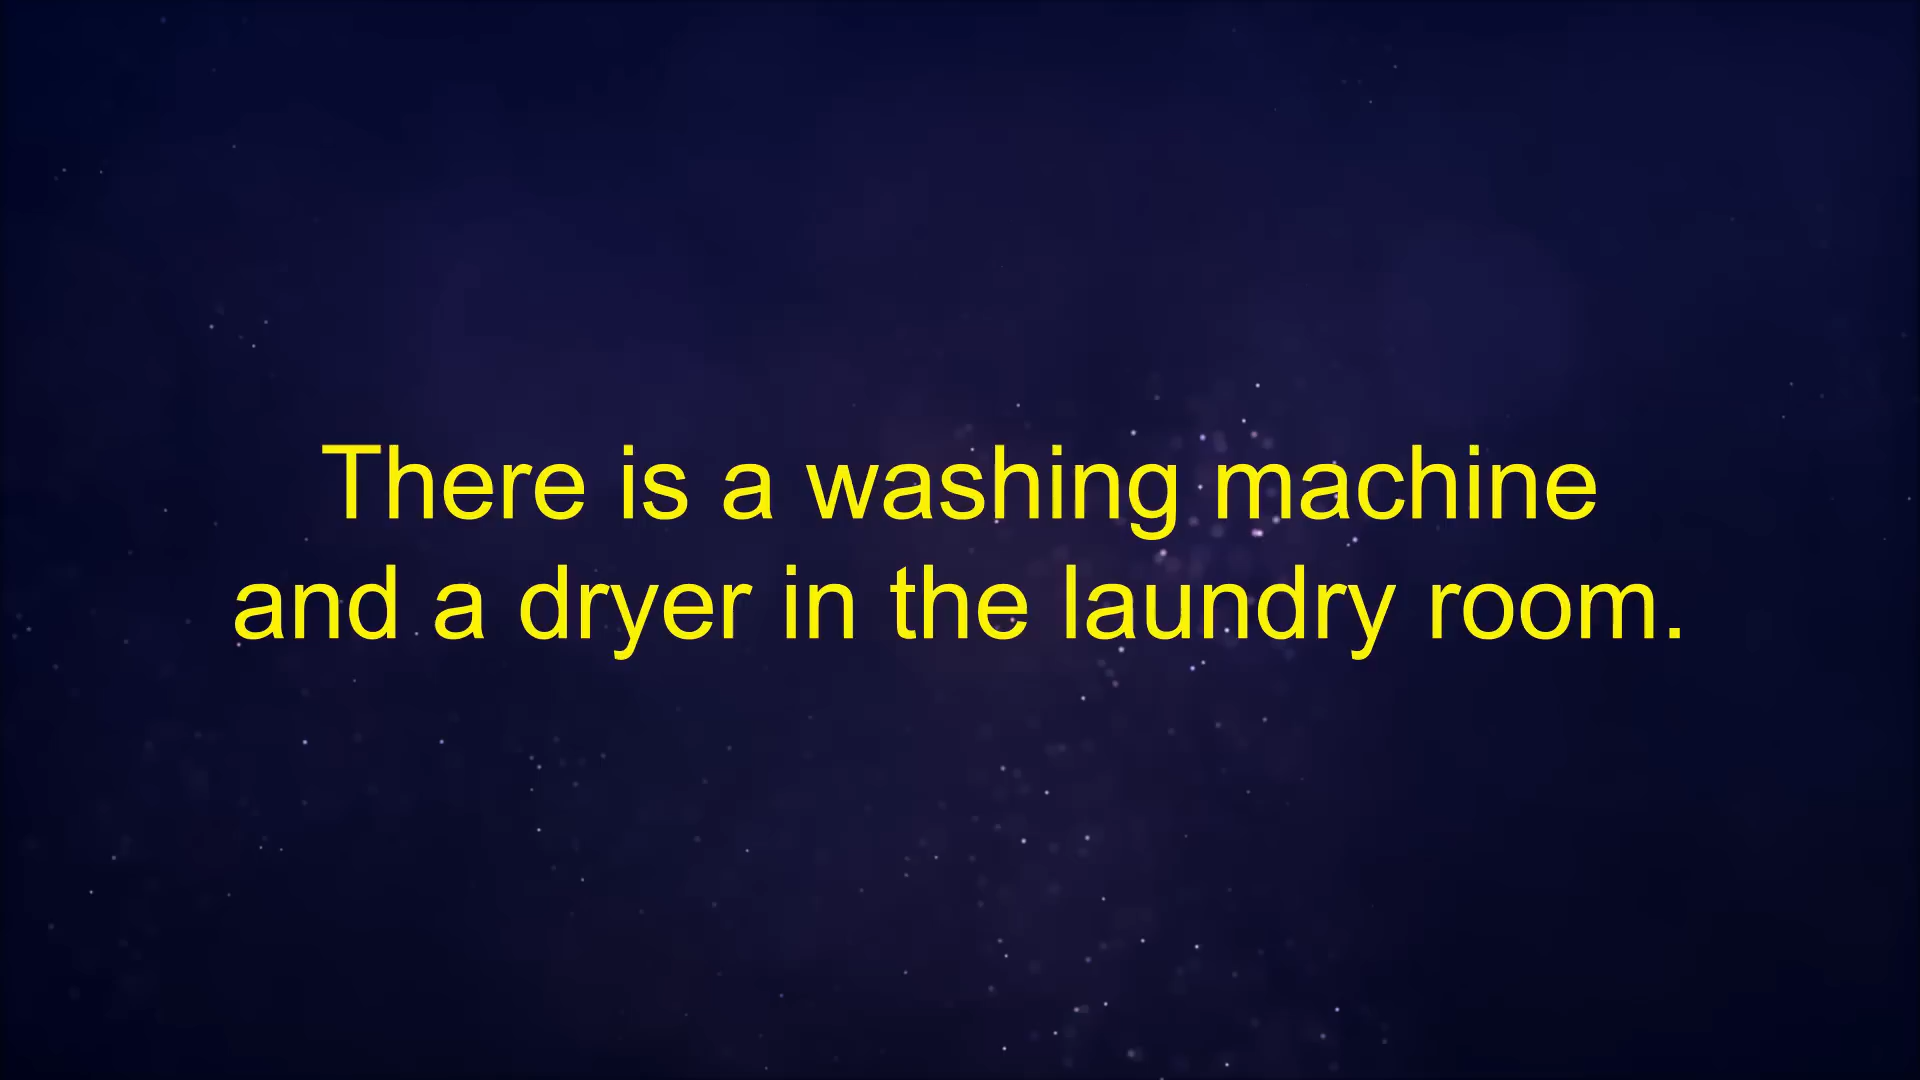 There is a washing machine
and a dryer in the laundry room.